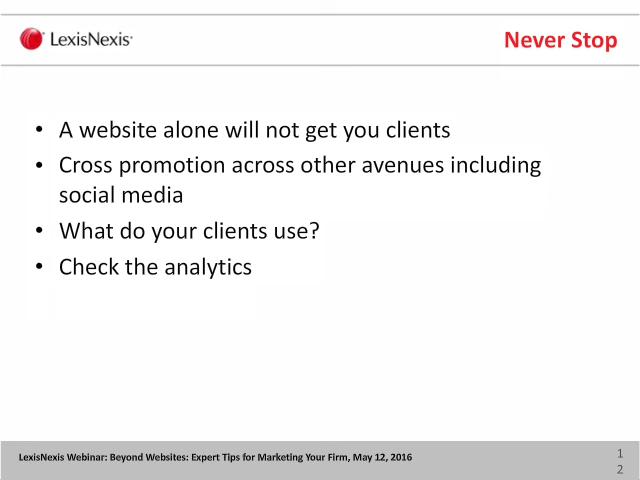 LexisNexis®
Never Stop
• A website alone will not get you clients
• Cross promotion across other avenues including
social media
• What do your clients use?
• Check the analytics
LexisNexis Webinar: Beyond Websites: Expert Tips for Marketing Your Firm, May 12, 2016
1
2